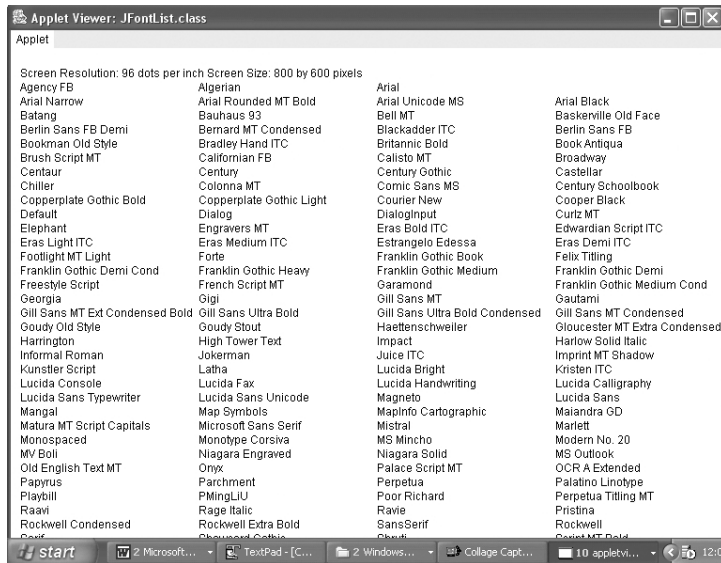 Applet Viewer: JFontList.class
Applet
Screen Resolution: 96 dots per inch Screen Size: 800 by 600 pixels
Agency FB Algerian Arial
Arial Narrow Arial Rounded MT Bold Arial Unicode MS Arial Black
Batang Bauhaus 93 Bell MT Baskerville Old Face
Berlin Sans FB Demi Bernard MT Condensed Blackadder ITC Berlin Sans FB
Bookman Old Style Bradley Hand ITC Britannic Bold Book Antiqua
Brush Script MT Californian FB Calisto MT Broadway
Centaur Century Century Gothic Castellar
Chiller Colonna MT Comic Sans MS Century Schoolbook
Copperplate Gothic Bold Copperplate Gothic Light Courier New Cooper Black
Default Dialog DialogInput Curlz MT
Elephant Engravers MT Eras Bold ITC Edwardian Script ITC
Eras Light ITC Eras Medium ITC Estrangelo Edessa Eras Demi ITC
Footlight MT Light Forte Franklin Gothic Book Felix Titling
Franklin Gothic Demi Cond Franklin Gothic Heavy Franklin Gothic Medium Franklin Gothic Demi
Freestyle Script French Script MT Garamond Franklin Gothic Medium Cond
Georgia Gigi Gill Sans MT Gautami
Gill Sans MT Ext Condensed Bold Gill Sans Ultra Bold Gill Sans Ultra Bold Condensed Gill Sans MT Condensed
Goudy Old Style Goudy Stout Haettenschweiler Gloucester MT Extra Condensed
Harrington High Tower Text Impact Harlow Solid Italic
Informal Roman Jokerman Juice ITC Imprint MT Shadow
Kunstler Script Latha Lucida Bright Kristen ITC
Lucida Console Lucida Fax Lucida Handwriting Lucida Calligraphy
Lucida Sans Typewriter Lucida Sans Unicode Magneto Lucida Sans
Mangal Map Symbols MapInfo Cartographic Maiandra GD
Matura MT Script Capitals Microsoft Sans Serif Mistral Marlett
Monospaced Monotype Corsiva MS Mincho Modern No. 20
MV Boli Niagara Engraved Niagara Solid MS Outlook
Old English Text MT Onyx Palace Script MT OCR A Extended
Papyrus Parchment Perpetua Palatino Linotype
Playbill PMingLiU Poor Richard Perpetua Titling MT
Raavi Rage Italic Ravie Pristina
Rockwell Condensed Rockwell Extra Bold SansSerif Rockwell
Serif Showcard Gothic Shruti Script MT Bold
start 2 Microsoft... TextPad - [C... 2 Windows... Collage Capt... 10 appletvi... 12:0